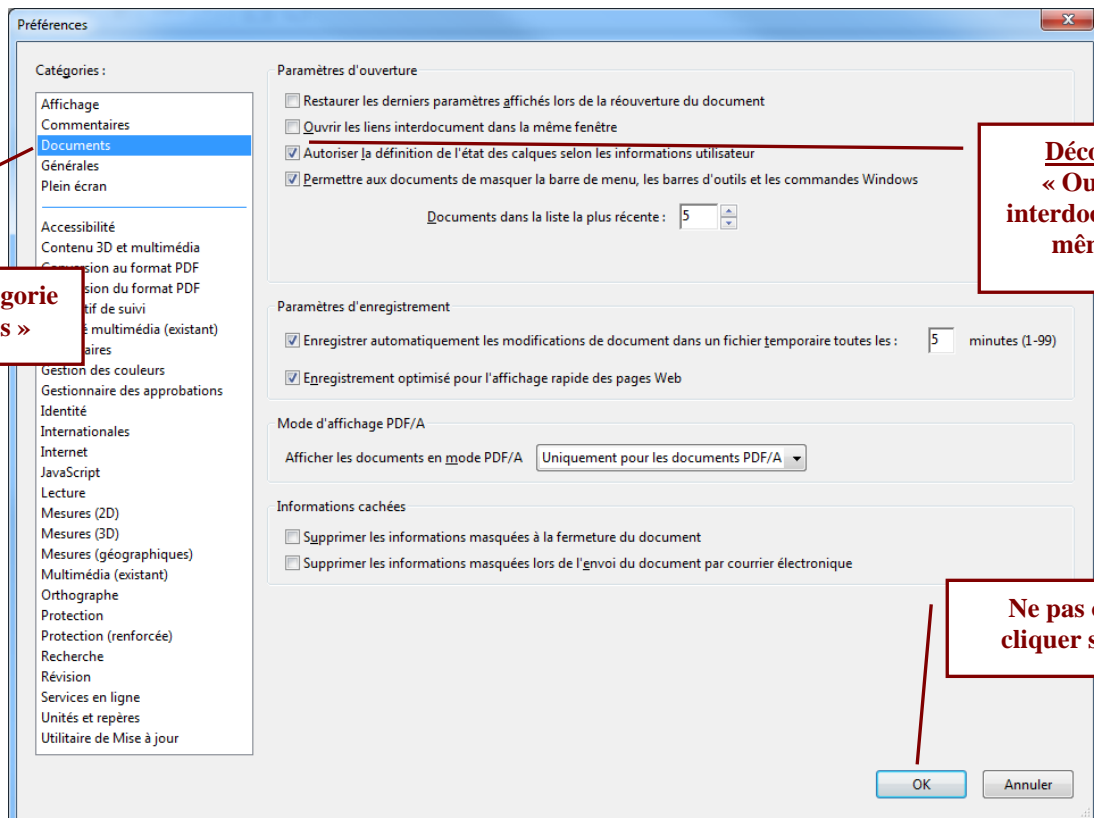 Préférences
Catégories :
Affichage
Commentaires
Documents
Générales
Plein écran
Accessibilité
Contenu 3D et multimédia
sion au format PDF
sion du format PDF
tif de suivi
multimédia (existant)
aires
Gestion des couleurs
Gestionnaire des approbations
Identité
Internationales
Internet
JavaScript
Lecture
Mesures (2D)
Mesures (3D)
Mesures (géographiques)
Multimédia (existant)
Orthographe
Protection
Protection (renforcée)
Recherche
Révision
Services en ligne
Unités et repères
Utilitaire de Mise à jour
gorie
s »
Paramètres d'ouverture
Restaurer les derniers paramètres affichés lors de la réouverture du document
Ouvrir les liens interdocument dans la même fenêtre
Autoriser la définition de l'état des calques selon les informations utilisateur
Permettre aux documents de masquer la barre de menu, les barres d'outils et les commandes Windows
Documents dans la liste la plus récente : 5
Déco
« Ou
interdoc
mêr
Paramètres d'enregistrement
Enregistrer automatiquement les modifications de document dans un fichier temporaire toutes les : 5 minutes (1-99)
Enregistrement optimisé pour l'affichage rapide des pages Web
Mode d'affichage PDF/A
Afficher les documents en mode PDF/A Uniquement pour les documents PDF/A
Informations cachées
Supprimer les informations masquées à la fermeture du document
Supprimer les informations masquées lors de l'envoi du document par courrier électronique
Ne pas
cliquer s
OK Annuler